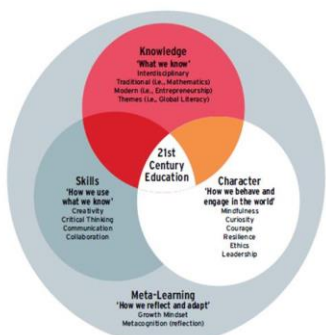 Knowledge
'What we know'
Interdisciplinary
Traditional (i.e., Mathematics)
Modern (i.e., Entrepreneurship)
Themes (i.e., Global Literacy)
21st
Century
Education
Skills
'How we use
what we know'
Creativity
Critical Thinking
Communication
Collaboration
Character
'How we behave and
engage in the world'
Mindfulness
Curiosity
Courage
Resilience
Ethics
Leadership
Meta-Learning
'How we reflect and adapt'
Growth Mindset
Metacognition (reflection)